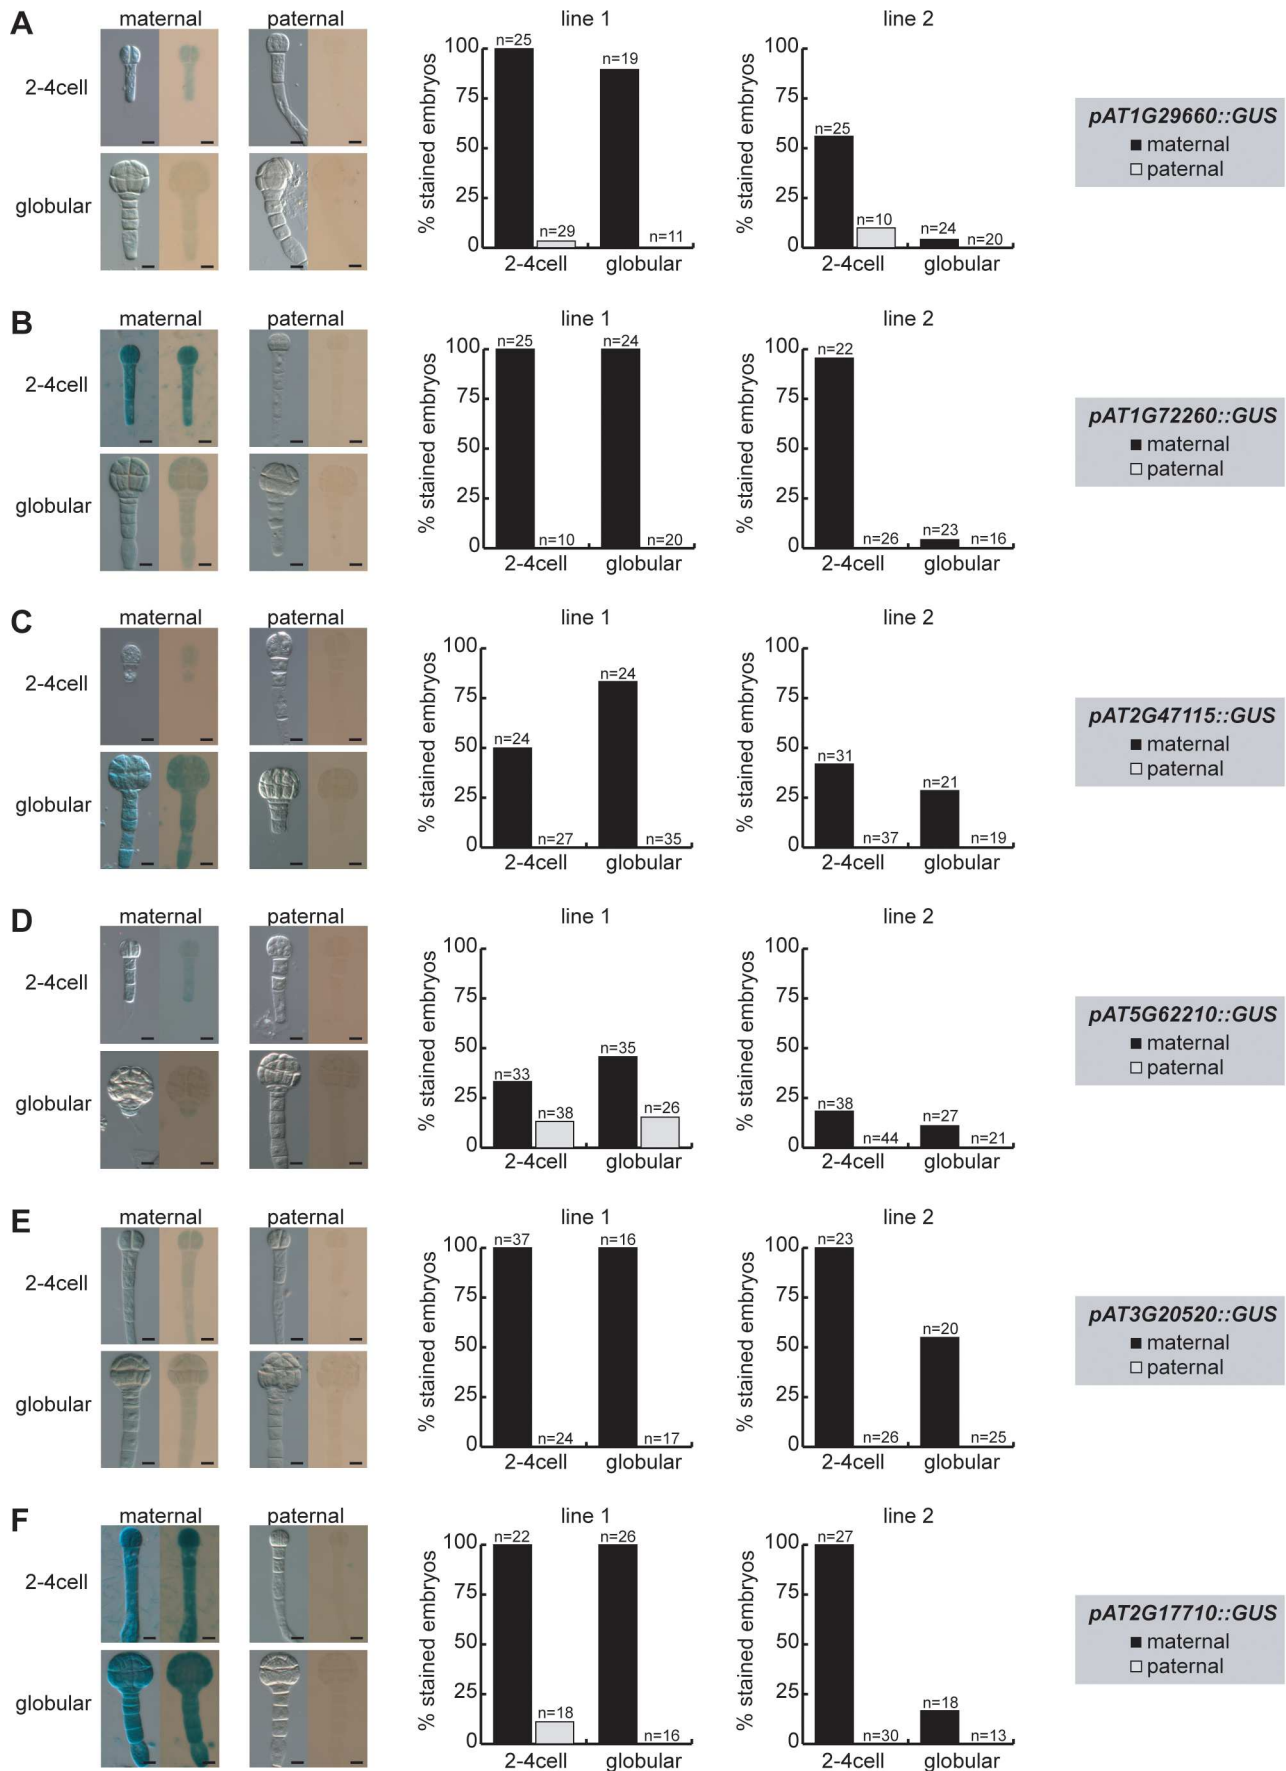 A
maternal
paternal
2-4cell
globular
line 1
% stained embryos
100
75
50
25
0
n=25
n=29
n=19
n=11
2-4cell
globular
line 2
% stained embryos
100
75
50
25
0
n=25
n=10
n=24
n=20
2-4cell
globular
pAT1G29660::GUS
maternal
paternal
B
maternal
paternal
2-4cell
globular
line 1
% stained embryos
100
75
50
25
0
n=25
n=10
n=24
n=20
2-4cell
globular
line 2
% stained embryos
100
75
50
25
0
n=22
n=26
n=23
n=16
2-4cell
globular
pAT1G72260::GUS
maternal
paternal
C
maternal
paternal
2-4cell
globular
line 1
% stained embryos
100
75
50
25
0
n=24
n=27
n=24
n=35
2-4cell
globular
line 2
% stained embryos
100
75
50
25
0
n=31
n=37
n=21
n=19
2-4cell
globular
pAT2G47115::GUS
maternal
paternal
D
maternal
paternal
2-4cell
globular
line 1
% stained embryos
100
75
50
25
0
n=33
n=38
n=35
n=26
2-4cell
globular
line 2
% stained embryos
100
75
50
25
0
n=38
n=44
n=27
n=21
2-4cell
globular
pAT5G62210::GUS
maternal
paternal
E
maternal
paternal
2-4cell
globular
line 1
% stained embryos
100
75
50
25
0
n=37
n=24
n=16
n=17
2-4cell
globular
line 2
% stained embryos
100
75
50
25
0
n=23
n=26
n=20
n=25
2-4cell
globular
pAT3G20520::GUS
maternal
paternal
F
maternal
paternal
2-4cell
globular
line 1
% stained embryos
100
75
50
25
0
n=22
n=18
n=26
n=16
2-4cell
globular
line 2
% stained embryos
100
75
50
25
0
n=27
n=30
n=18
n=13
2-4cell
globular
pAT2G17710::GUS
maternal
paternal